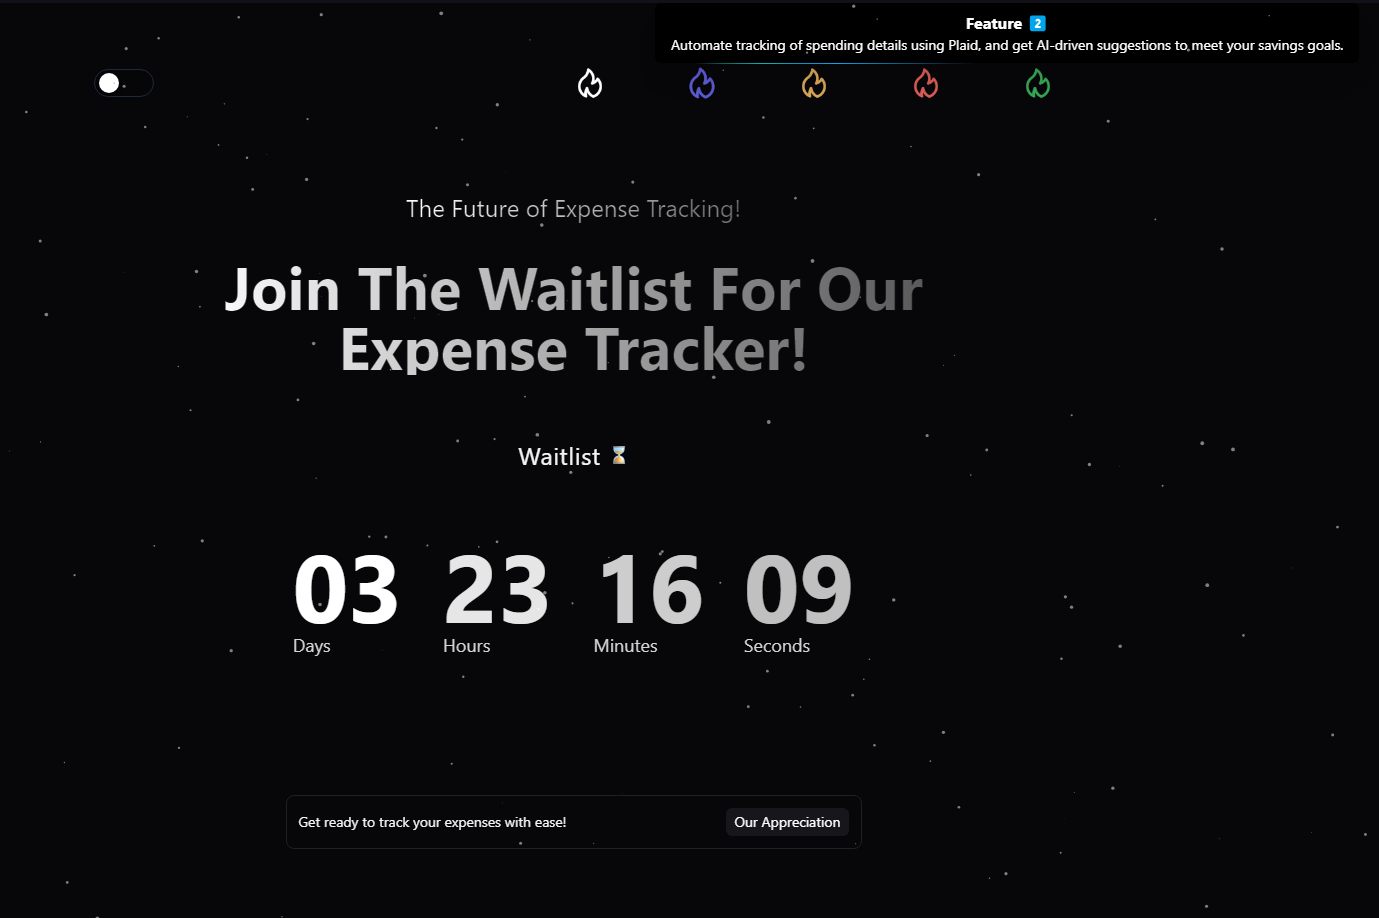 Feature 2
Automate tracking of spending details using Plaid, and get AI-driven suggestions to meet your savings goals.
The Future of Expense Tracking!
Join The Waitlist For Our
Expense Tracker!
Waitlist ⌛
03 23 16 09
Days Hours Minutes Seconds
Get ready to track your expenses with ease! Our Appreciation